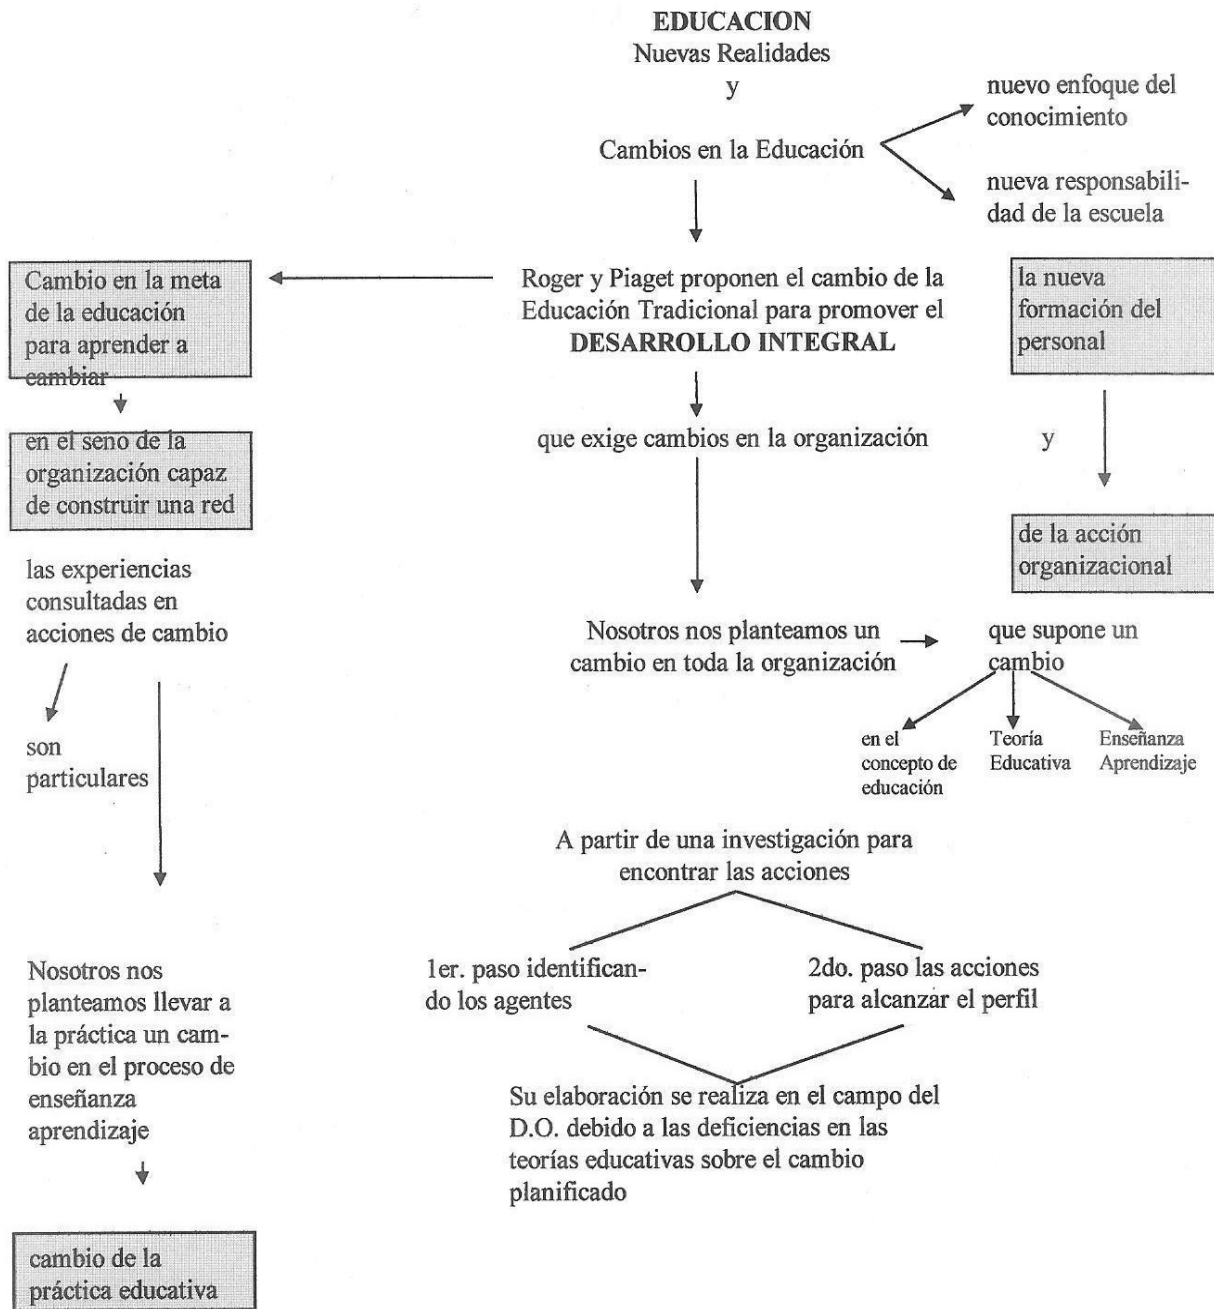 EDUCACION
Nuevas Realidades
y
Cambios en la Educación
nuevo enfoque del
conocimiento
nueva responsabili-
dad de la escuela
Roger y Piaget proponen el cambio de la
Educación Tradicional para promover el
DESARROLLO INTEGRAL
Cambio en la meta
de la educación
para aprender a
cambiar
en el seno de la
organización capaz
de construir una red
las experiencias
consultadas en
acciones de cambio
son
particulares
Nosotros nos
planteamos llevar a
la práctica un cam-
bio en el proceso de
enseñanza
aprendizaje
cambio de la
práctica educativa
que exige cambios en la organización
la nueva
formación del
personal
y
de la acción
organizacional
Nosotros nos planteamos un
cambio en toda la organización
que supone un
cambio
en el
concepto de
educación
Teoría
Educativa
Enseñanza
Aprendizaje
A partir de una investigación para
encontrar las acciones
1er. paso identifican-
do los agentes
2do. paso las acciones
para alcanzar el perfil
Su elaboración se realiza en el campo del
D.O. debido a las deficiencias en las
teorías educativas sobre el cambio
planificado